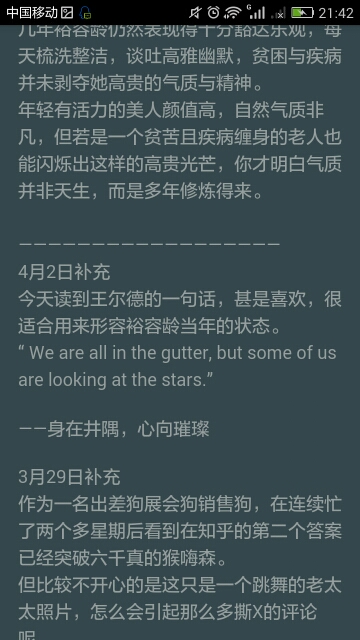 中国移动 21:42
几年裕容龄仍然表现得十分豁达乐观，每
天梳洗整洁，谈吐高雅幽默，贫困与疾病
并未剥夺她高贵的气质与精神。
年轻有活力的美人颜值高，自然气质非
凡，但若是一个贫苦且疾病缠身的老人也
能闪烁出这样的高贵光芒，你才明白气质
并非天生，而是多年修炼得来。
——————————————————
4月2日补充
今天读到王尔德的一句话，甚是喜欢，很
适合用来形容裕容龄当年的状态。
“ We are all in the gutter, but some of us
are looking at the stars.”
——身在井隅，心向璀璨
3月29日补充
作为一名出差狗展会狗销售狗，在连续忙
了两个多星期后看到在知乎的第二个答案
已经突破六千真的猴嗨森。
但比较不开心的是这只是一个跳舞的老太
太照片，怎么会引起那么多撕X的评论
呢